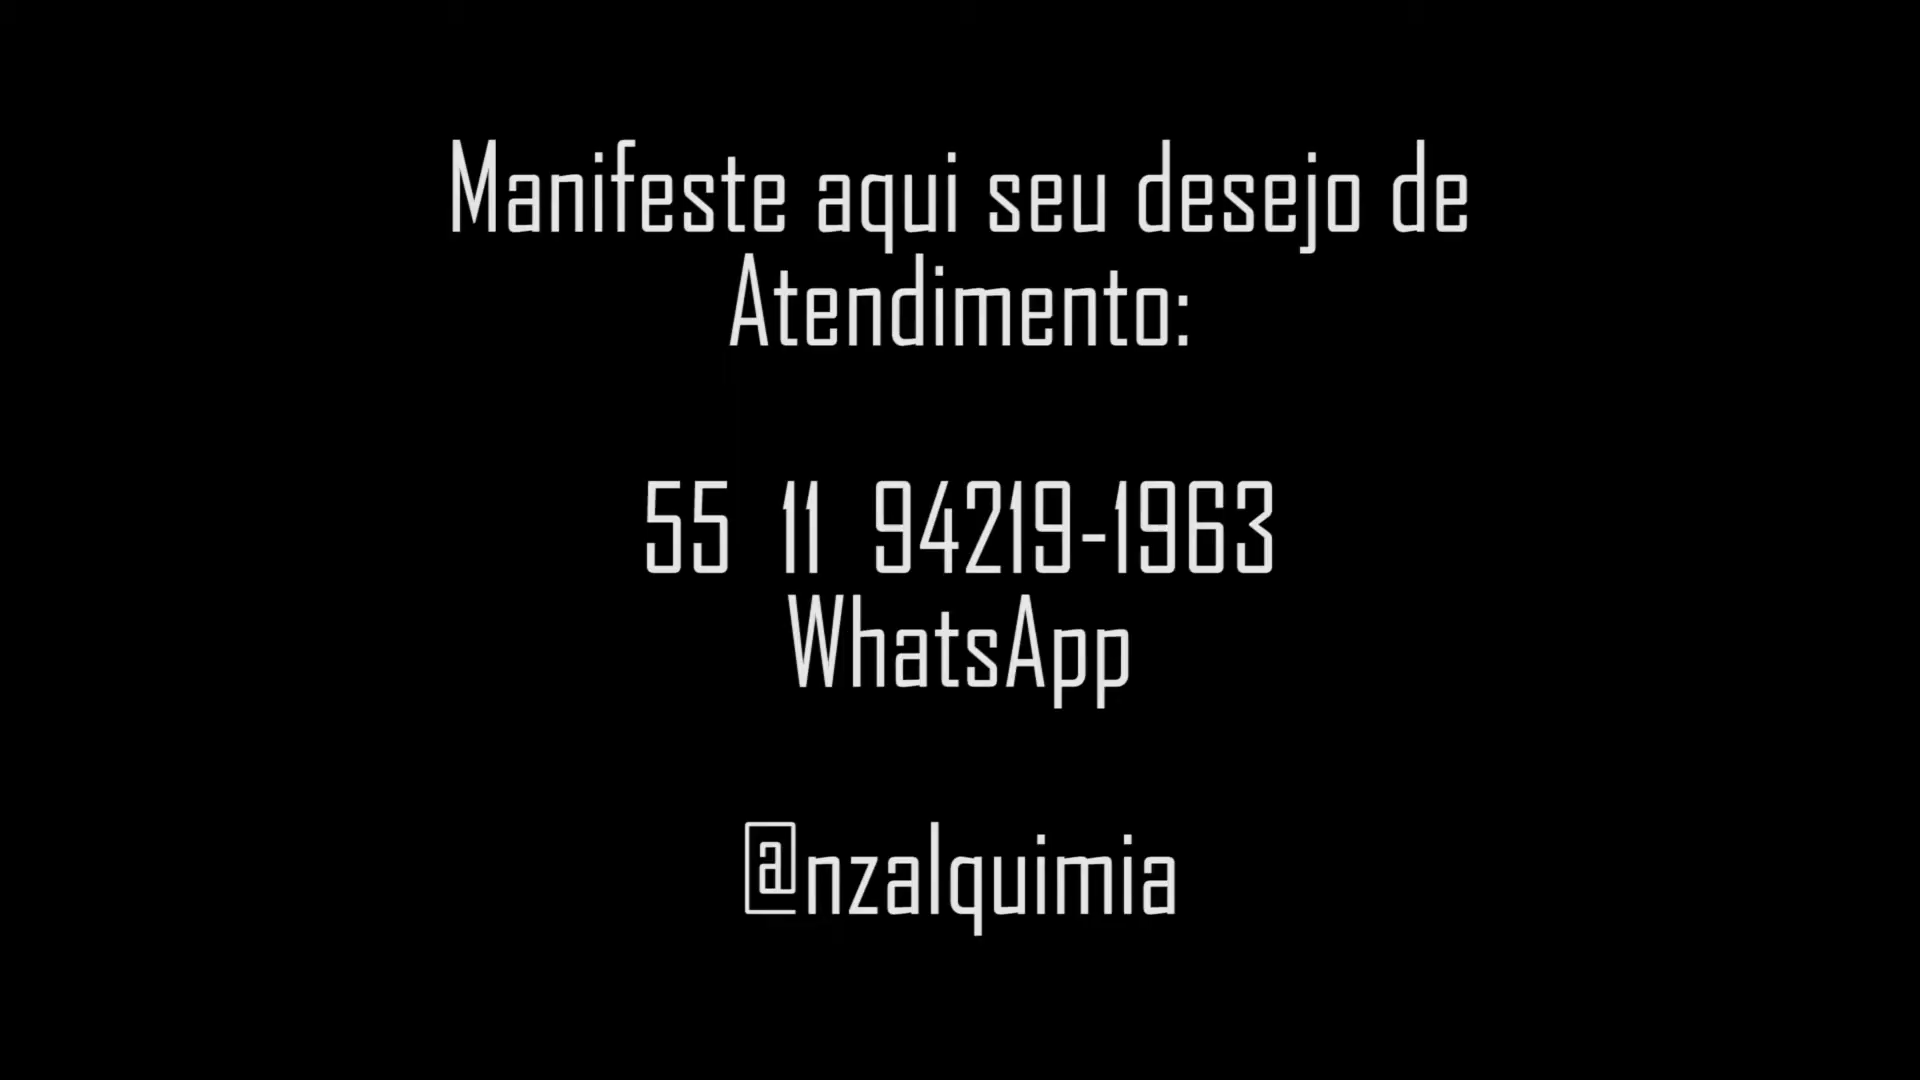 Manifeste aqui seu desejo de
Atendimento:
55 11 94219-1963
WhatsApp
@nzalquimia